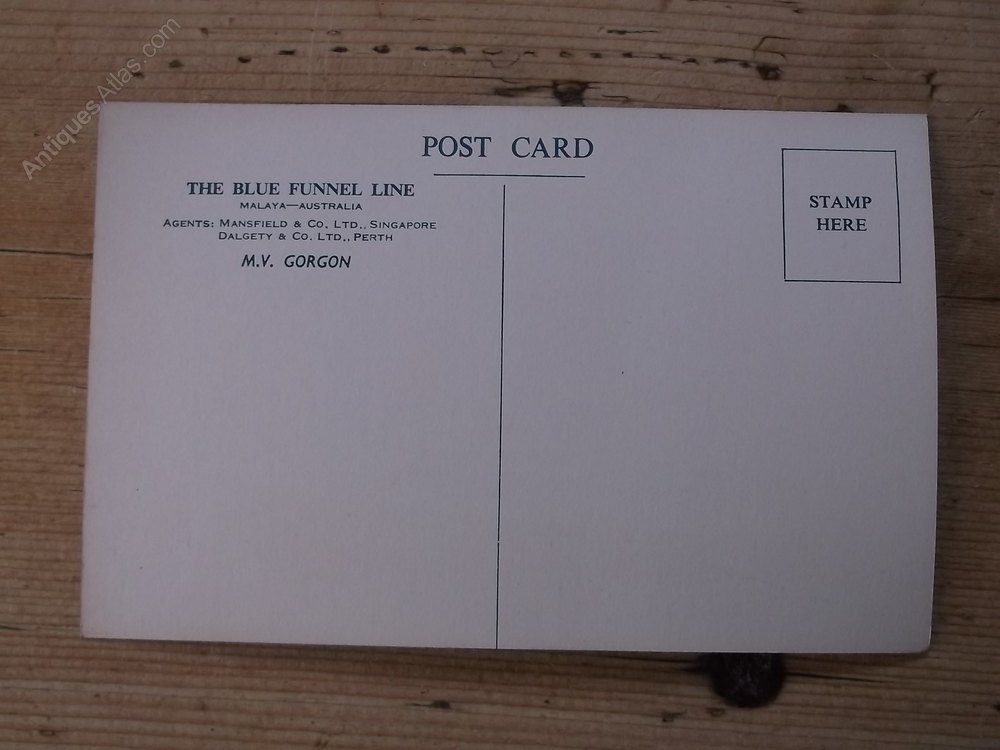 AntiquesAtlas.com
POST CARD
THE BLUE FUNNEL LINE
MALAYA—AUSTRALIA
AGENTS: MANSFIELD & CO. LTD., SINGAPORE
DALGETY & CO. LTD., PERTH
M.V. GORGON
STAMP
HERE